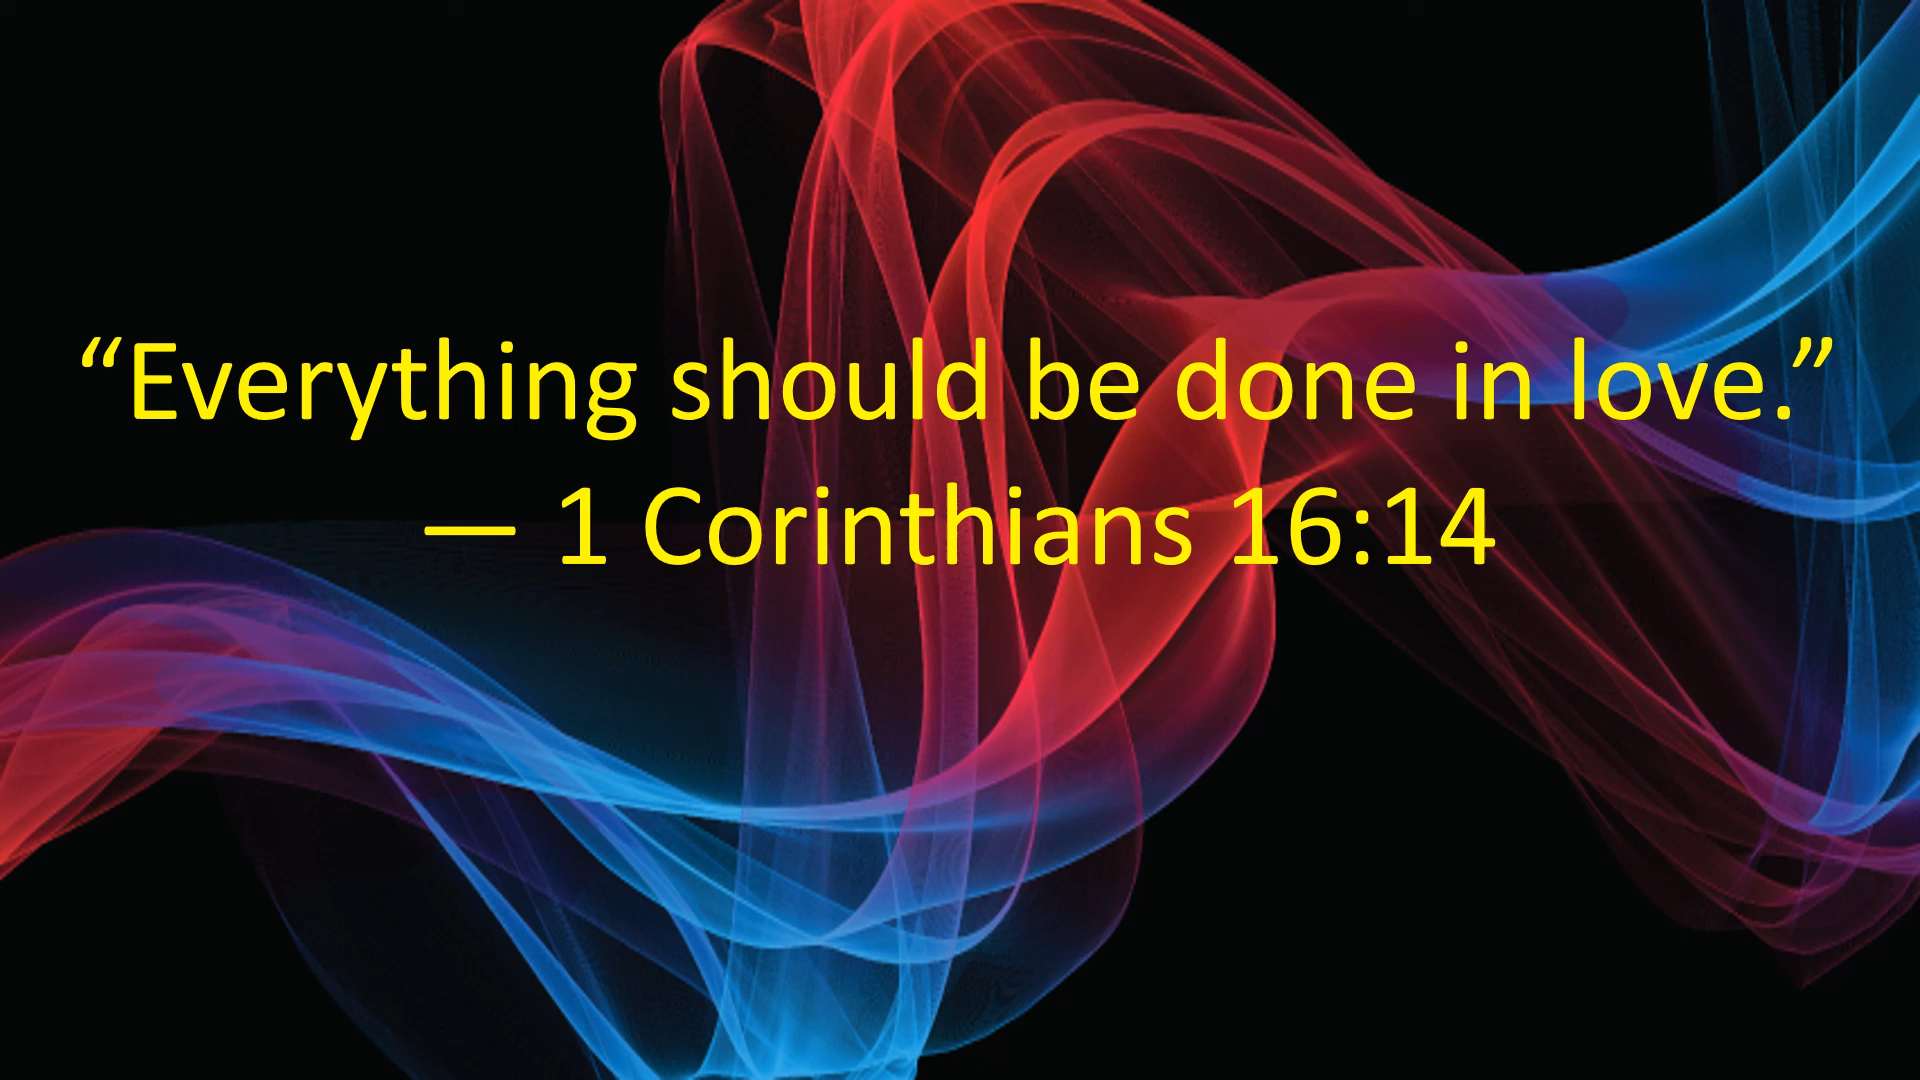 “Everything should be done in love.”
— 1 Corinthians 16:14